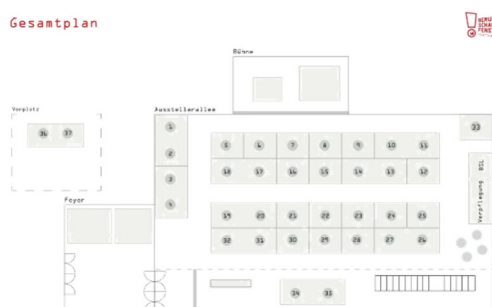 Gesamtplan
Bühne
Vorplatz
Ausstellerallee
36 37
1
2
3
4
5 6 7 8 9 10 11
18 17 16 15 14 13 12
19 20 21 22 23 24 25
32 31 30 29 28 27 26
33
BSL
Verpflegung
Foyer
34 35